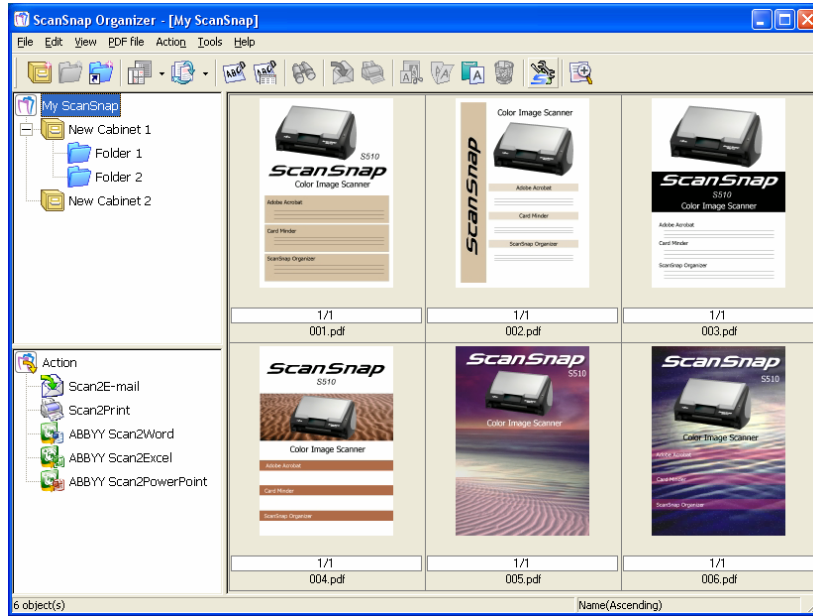 ScanSnap Organizer - [My ScanSnap]
File Edit View PDF file Action Tools Help
My ScanSnap
New Cabinet 1
Folder 1
Folder 2
New Cabinet 2
S510
ScanSnap
Color Image Scanner
Adobe Acrobat
Card Minder
ScanSnap Organizer
1/1
001.pdf
ScanSnap
Color Image Scanner
Adobe Acrobat
Card Minder
ScanSnap Organizer
1/1
002.pdf
ScanSnap
S510
Color Image Scanner
Adobe Acrobat
Card Minder
ScanSnap Organizer
1/1
003.pdf
Action
Scan2E-mail
Scan2Print
ABBYY Scan2Word
ABBYY Scan2Excel
ABBYY Scan2PowerPoint
ScanSnap
S510
Color Image Scanner
Adobe Acrobat
Card Minder
ScanSnap Organizer
1/1
004.pdf
ScanSnap
S510
Color Image Scanner
1/1
005.pdf
ScanSnap
S510
Color Image Scanner
Adobe Acrobat
Card Minder
ScanSnap Organizer
1/1
006.pdf
6 object(s)
Name(Ascending)